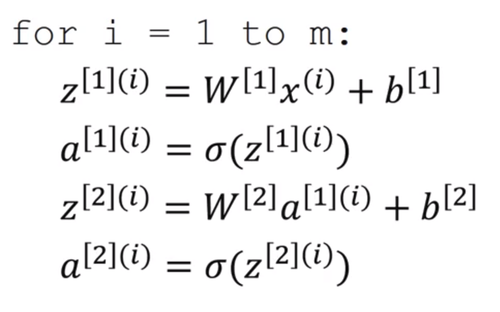 for i = 1 to m:
z^{[1](i)} = W^{[1]}x^{(i)} + b^{[1]}
a^{[1](i)} = σ(z^{[1](i)})
z^{[2](i)} = W^{[2]}a^{[1](i)} + b^{[2]}
a^{[2](i)} = σ(z^{[2](i)})